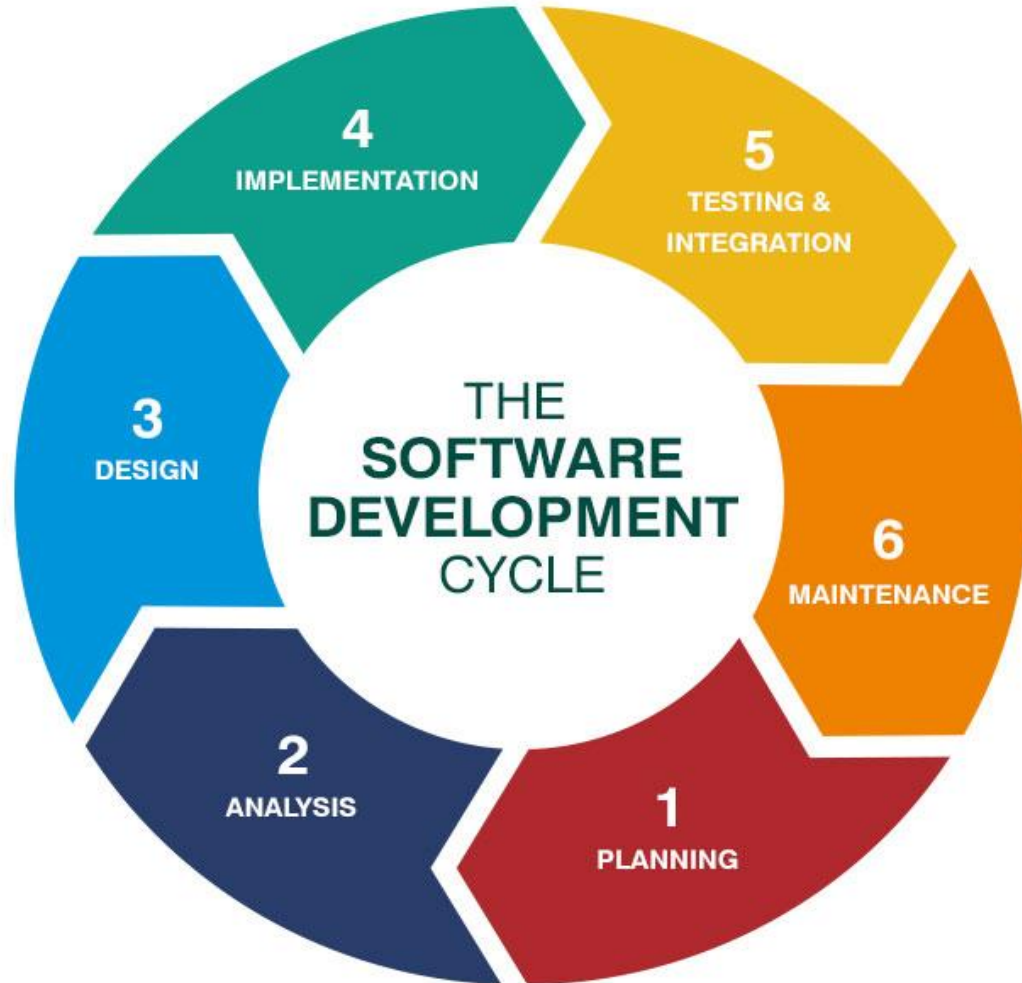 THE
SOFTWARE
DEVELOPMENT
CYCLE
1
PLANNING
2
ANALYSIS
3
DESIGN
4
IMPLEMENTATION
5
TESTING &
INTEGRATION
6
MAINTENANCE